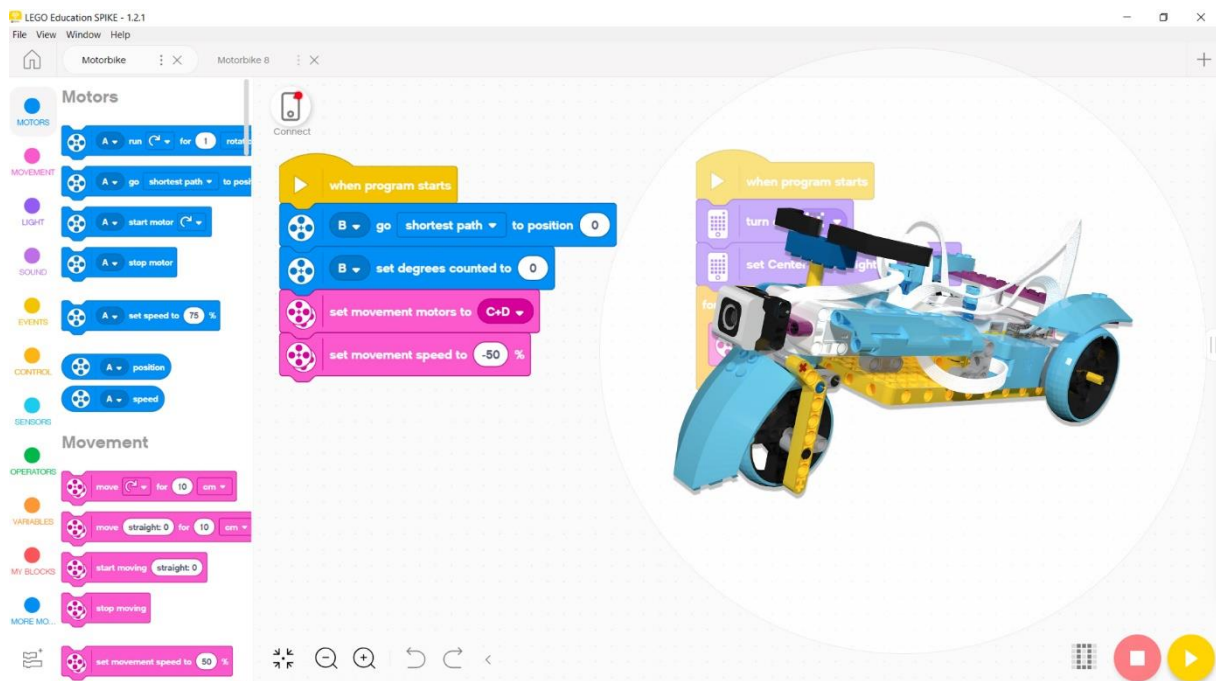 LEGO Education SPIKE - 1.2.1
File View Window Help
Motorbike
Motorbike 8
MOTORS
MOVEMENT
LIGHT
SOUND
EVENTS
CONTROL
SENSORS
OPERATORS
VARIABLES
MY BLOCKS
MORE MO...
Motors
A run for 1
A go shortest path to
A start motor
A stop motor
A set speed to 75 %
A position
A speed
Movement
move for 10 cm
move straight: 0 for 10 cm
start moving straight: 0
stop moving
set movement speed to 50 %
Connect
when program starts
B go shortest path to position 0
B set degrees counted to 0
set movement motors to C+D
set movement speed to -50 %
when program starts
turn
set